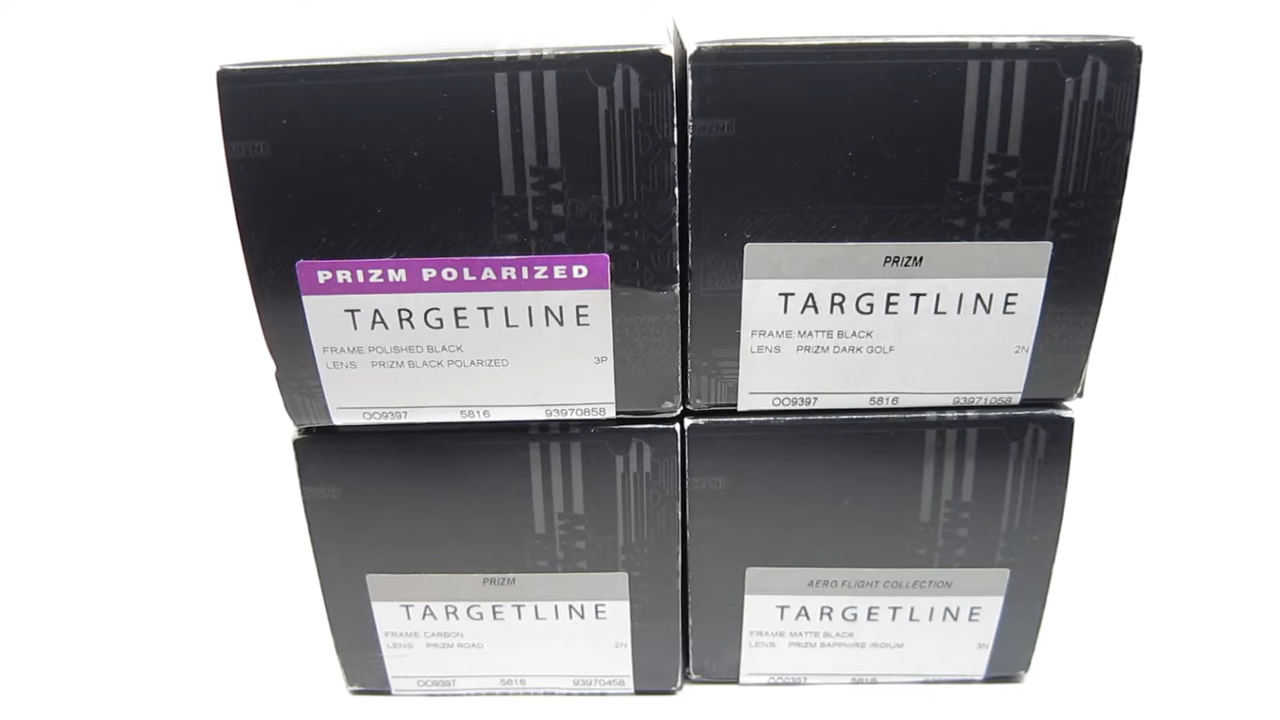 PRIZM POLARIZED
TARGETLINE
FRAME: POLISHED BLACK
LENS: PRIZM BLACK POLARIZED 3P
OO9397 5816 93970858
PRIZM
TARGETLINE
FRAME: MATTE BLACK
LENS: PRIZM DARK GOLF 2N
OO9397 5816 93971058
PRIZM
TARGETLINE
FRAME: CARBON
LENS: PRIZM ROAD 2N
OO9397 5816 93970458
AERO FLIGHT COLLECTION
TARGETLINE
FRAME: MATTE BLACK
LENS: PRIZM SAPPHIRE IRIDIUM 3N
OO9397 5816